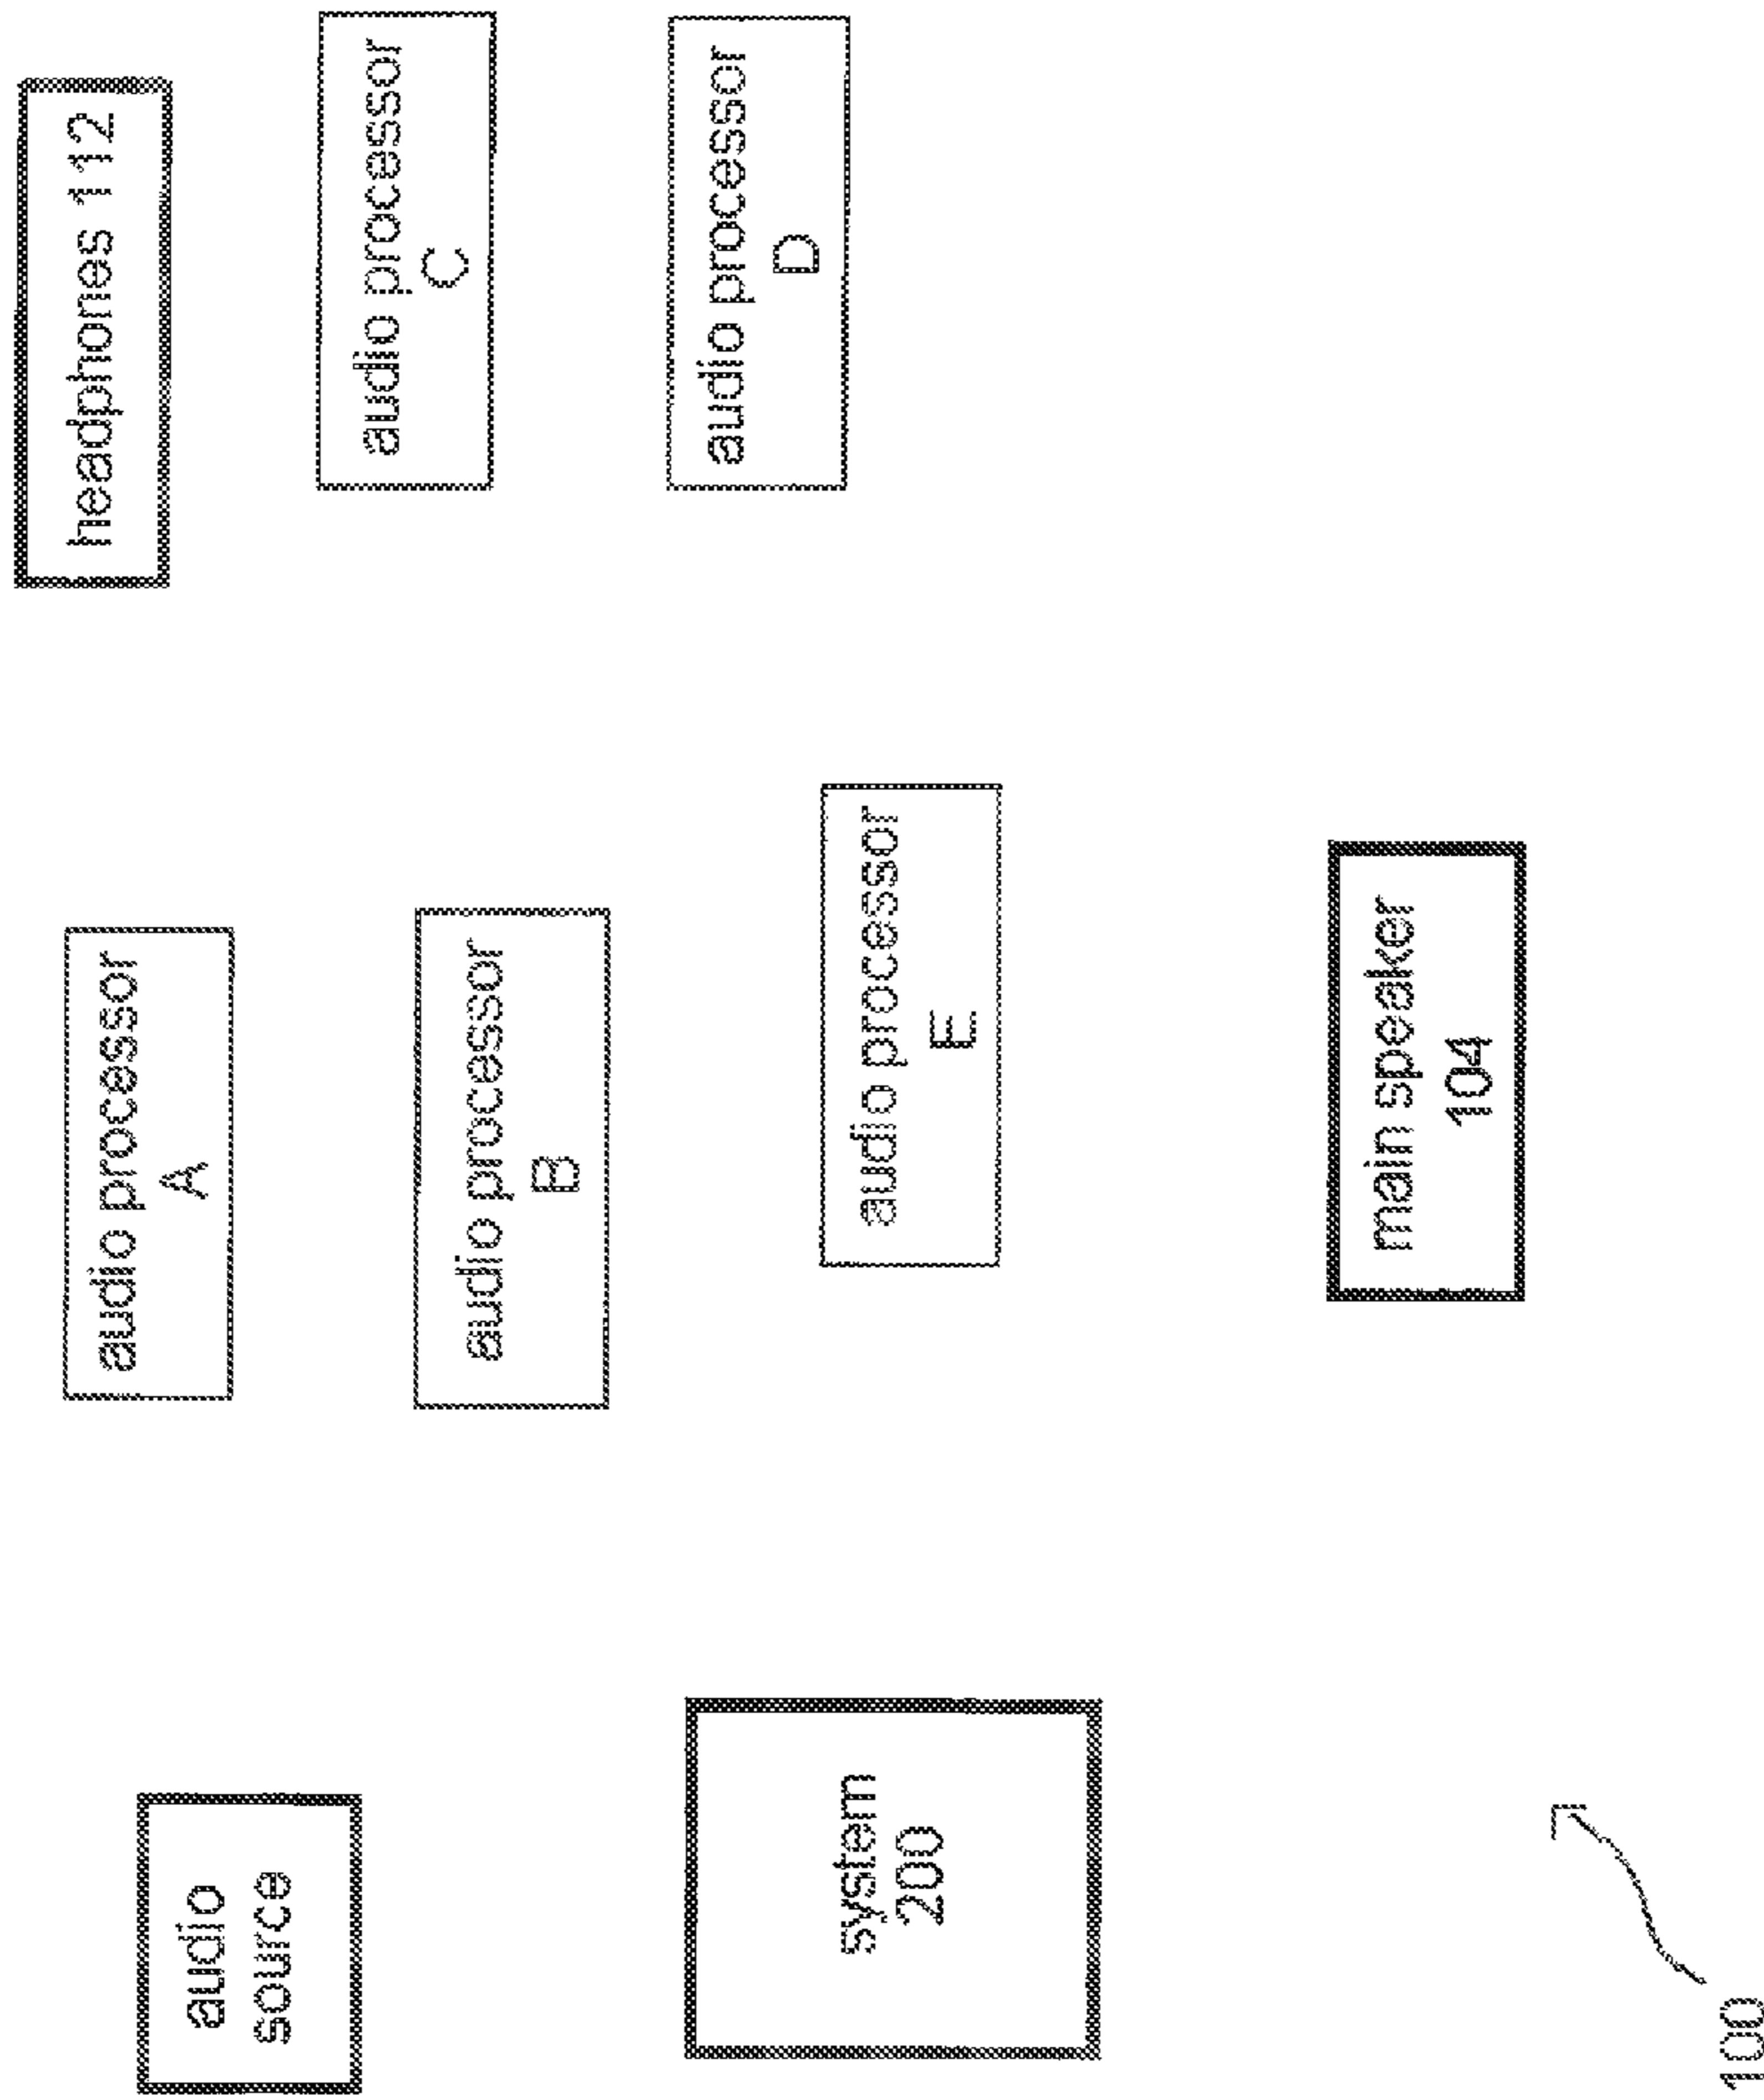 audio
source
audio processor
A
headphones 112
audio processor
B
audio processor
C
system
200
audio processor
E
audio processor
D
main speaker
104
100